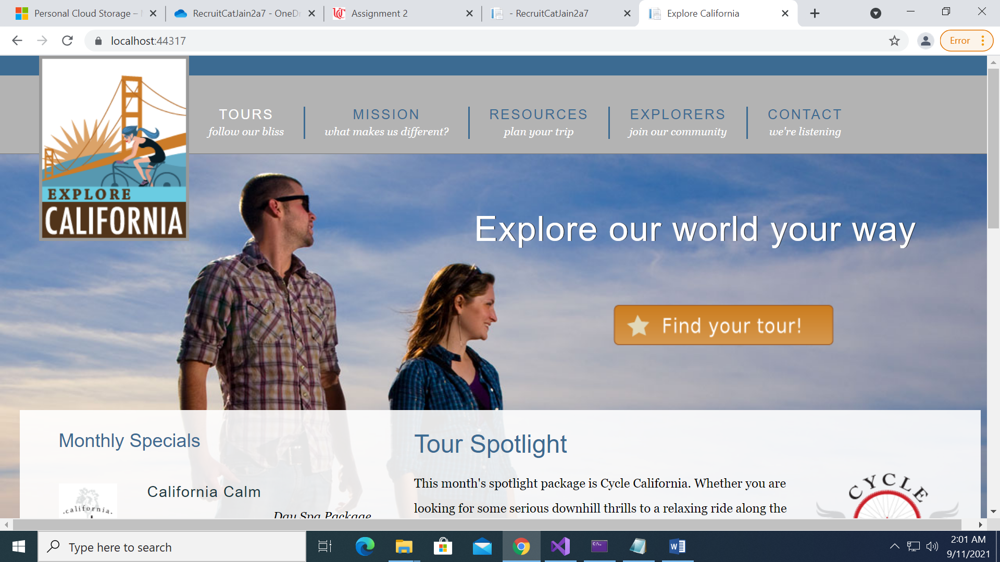 Personal Cloud Storage –
RecruitCatJain2a7 - OneDr
Assignment 2
- RecruitCatJain2a7
Explore California
localhost:44317
Error
EXPLORE
CALIFORNIA
TOURS
follow our bliss
MISSION
what makes us different?
RESOURCES
plan your trip
EXPLORERS
join our community
CONTACT
we're listening
Explore our world your way
Find your tour!
Monthly Specials
california
California Calm
Day Spa Package
Tour Spotlight
This month's spotlight package is Cycle California. Whether you are
looking for some serious downhill thrills to a relaxing ride along the
CYCLE
Type here to search
2:01 AM
9/11/2021